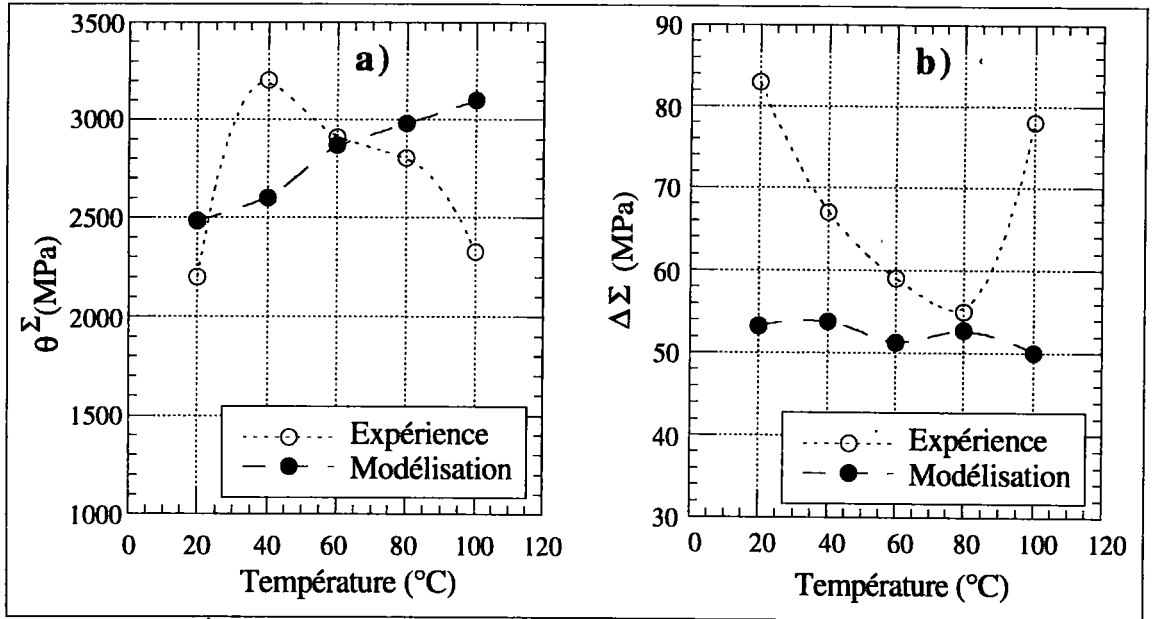 a)
3500
3000
2500
2000
1500
1000
θ^Σ (MPa)
Expérience
Modélisation
0 20 40 60 80 100 120
Température (°C)
b)
90
80
70
60
50
40
30
ΔΣ (MPa)
Expérience
Modélisation
0 20 40 60 80 100 120
Température (°C)